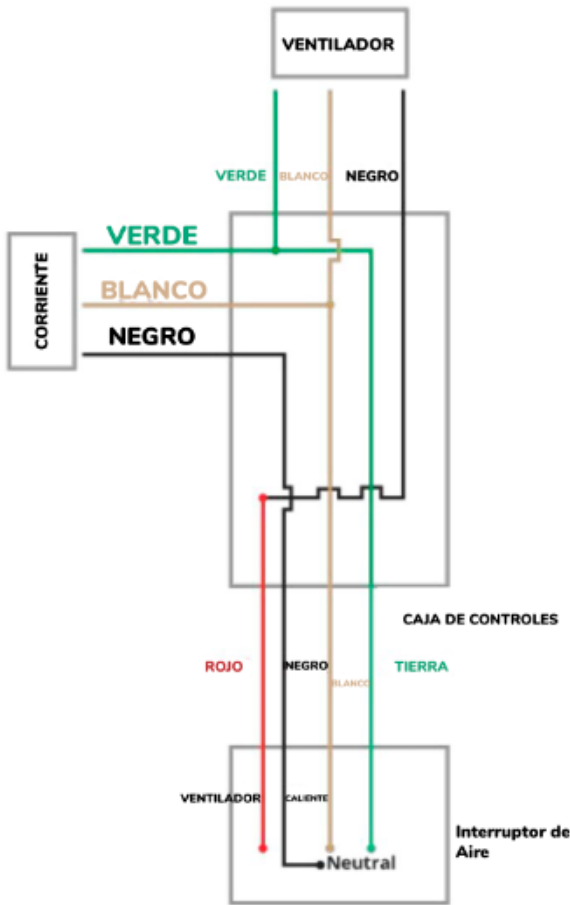 VENTILADOR
VERDE BLANCO NEGRO
CORRIENTE
VERDE
BLANCO
NEGRO
CAJA DE CONTROLES
ROJO NEGRO TIERRA
BLANCO
VENTILADOR CALIENTE
Interruptor de
Aire
Neutral